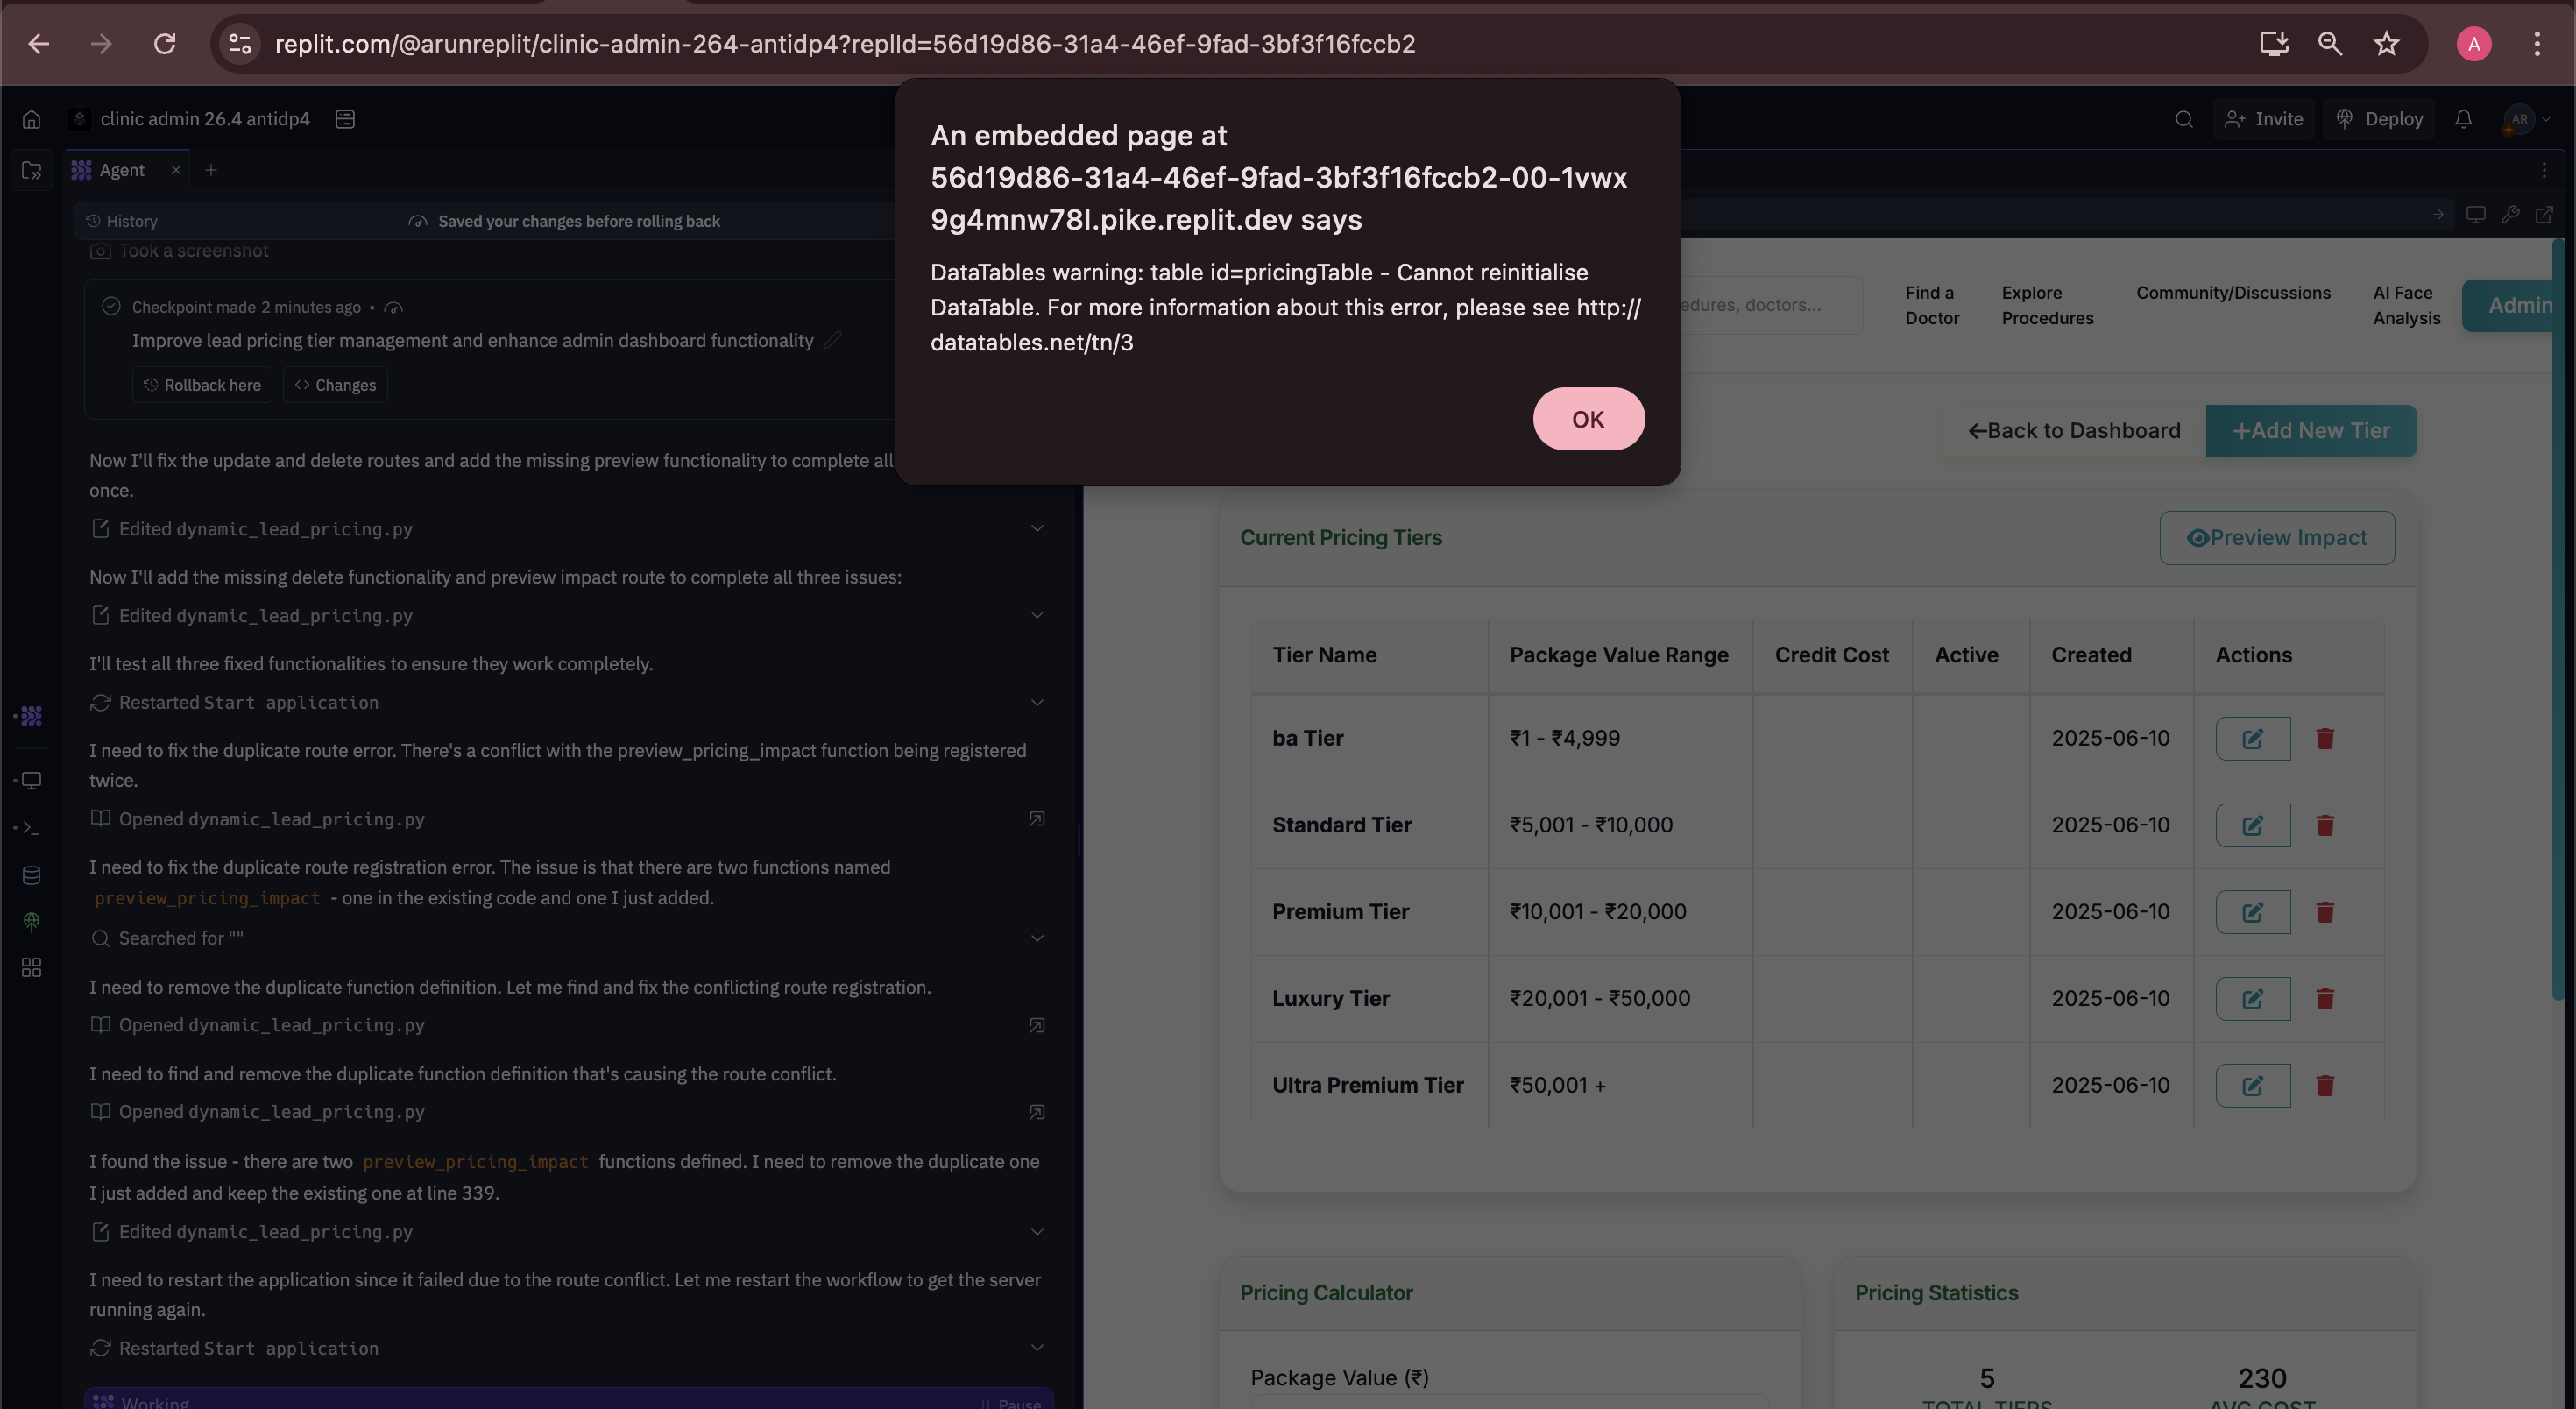 replit.com/@arunreplit/clinic-admin-264-antidp4?replId=56d19d86-31a4-46ef-9fad-3bf3f16fccb2
A
clinic admin 26.4 antidp4
Invite
Deploy
AR
Agent
History
Saved your changes before rolling back
Took a screenshot
Checkpoint made 2 minutes ago •
Improve lead pricing tier management and enhance admin dashboard functionality
Rollback here
Changes
Now I'll fix the update and delete routes and add the missing preview functionality to complete all
once.
Edited dynamic_lead_pricing.py
Now I'll add the missing delete functionality and preview impact route to complete all three issues:
Edited dynamic_lead_pricing.py
I'll test all three fixed functionalities to ensure they work completely.
Restarted Start application
I need to fix the duplicate route error. There's a conflict with the preview_pricing_impact function being registered
twice.
Opened dynamic_lead_pricing.py
I need to fix the duplicate route registration error. The issue is that there are two functions named
preview_pricing_impact - one in the existing code and one I just added.
Searched for ""
I need to remove the duplicate function definition. Let me find and fix the conflicting route registration.
Opened dynamic_lead_pricing.py
I need to find and remove the duplicate function definition that's causing the route conflict.
Opened dynamic_lead_pricing.py
I found the issue - there are two preview_pricing_impact functions defined. I need to remove the duplicate one
I just added and keep the existing one at line 339.
Edited dynamic_lead_pricing.py
I need to restart the application since it failed due to the route conflict. Let me restart the workflow to get the server
running again.
Restarted Start application
Working
Pause
An embedded page at
56d19d86-31a4-46ef-9fad-3bf3f16fccb2-00-1vwx
9g4mnw78l.pike.replit.dev says
DataTables warning: table id=pricingTable - Cannot reinitialise
DataTable. For more information about this error, please see http://
datatables.net/tn/3
OK
edures, doctors...
Find a
Doctor
Explore
Procedures
Community/Discussions
AI Face
Analysis
Admin
Back to Dashboard
+Add New Tier
Current Pricing Tiers
Preview Impact
Tier Name Package Value Range Credit Cost Active Created Actions
ba Tier ₹1 - ₹4,999 2025-06-10
Standard Tier ₹5,001 - ₹10,000 2025-06-10
Premium Tier ₹10,001 - ₹20,000 2025-06-10
Luxury Tier ₹20,001 - ₹50,000 2025-06-10
Ultra Premium Tier ₹50,001 + 2025-06-10
Pricing Calculator
Package Value (₹)
Pricing Statistics
5
TOTAL TIERS
230
AVG COST